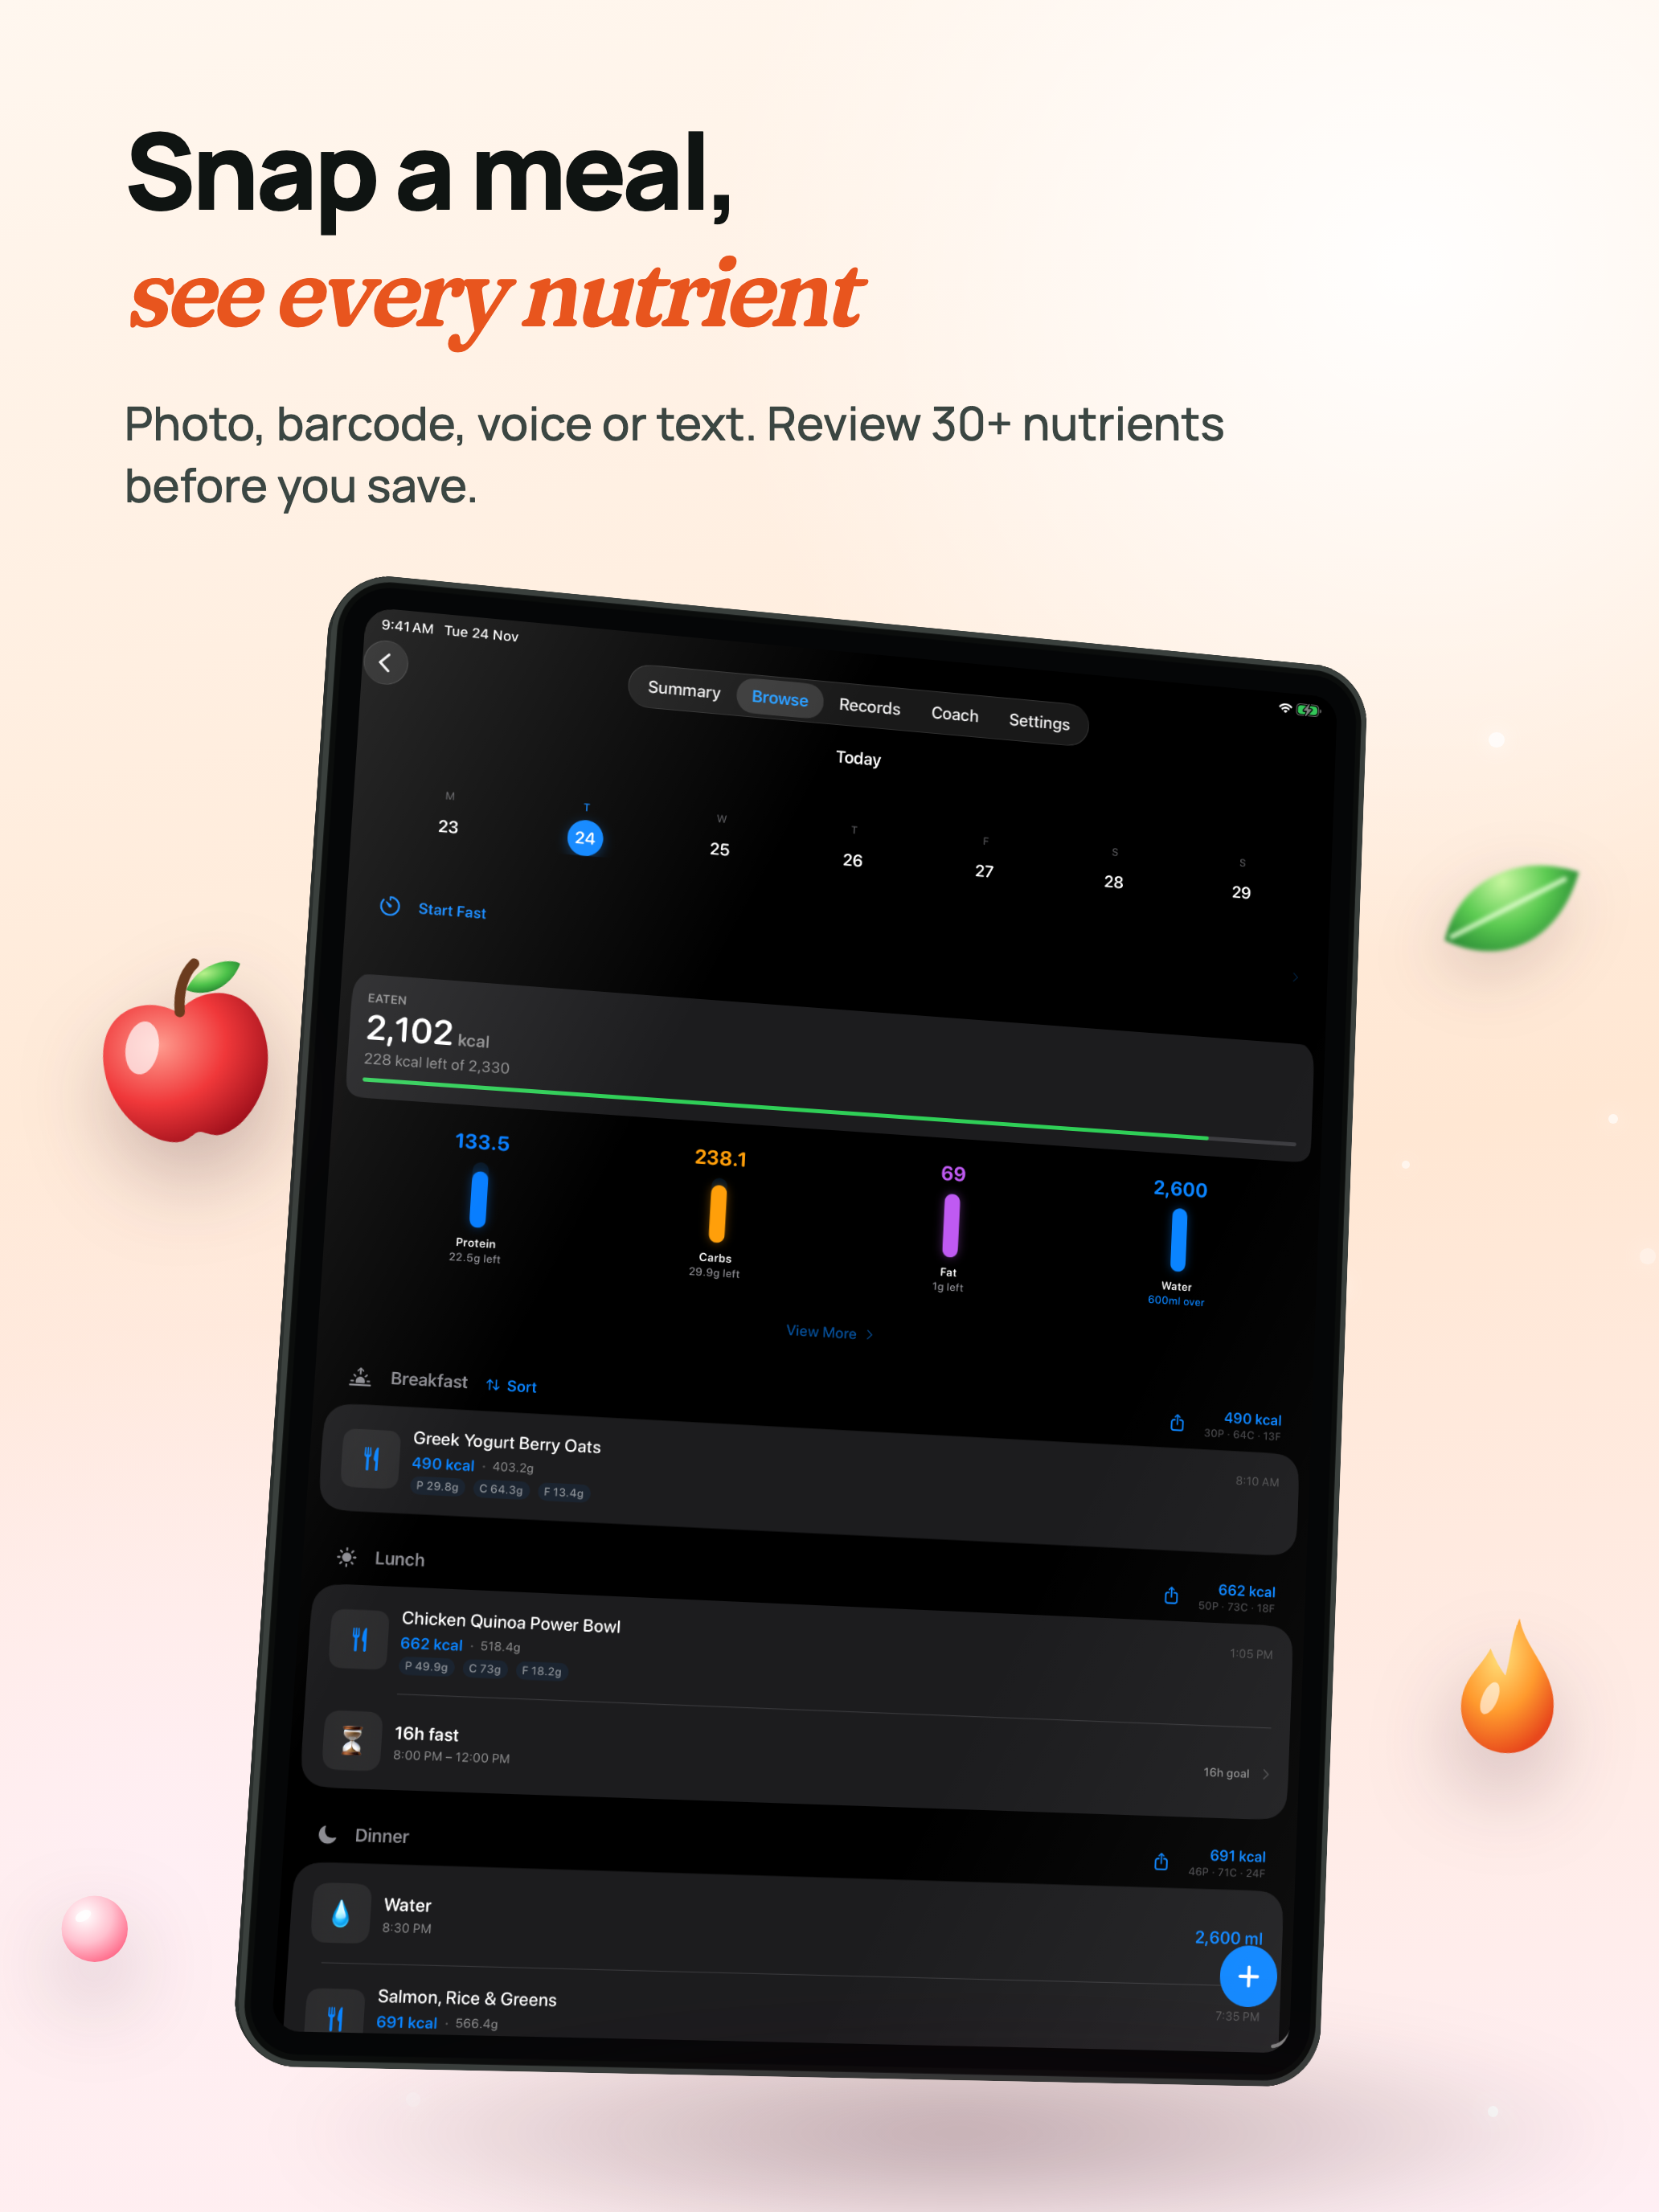 Snap a meal,
see every nutrient
Photo, barcode, voice or text. Review 30+ nutrients
before you save.
9:41 AM Tue 24 Nov
Summary Browse Records Coach Settings
Today
M T W T F S S
23 24 25 26 27 28 29
Start Fast
EATEN
2,102 kcal
228 kcal left of 2,330
133.5 238.1 69 2,600
Protein Carbs Fat Water
22.5g left 29.9g left 1g left 600ml over
View More
Breakfast Sort
490 kcal
30P · 64C · 13F
Greek Yogurt Berry Oats
490 kcal · 403.2g
8:10 AM
P 29.8g C 64.3g F 13.4g
Lunch
662 kcal
50P · 73C · 18F
Chicken Quinoa Power Bowl
662 kcal · 518.4g
1:05 PM
P 49.9g C 73g F 18.2g
16h fast
8:00 PM – 12:00 PM
16h goal
Dinner
691 kcal
46P · 71C · 24F
Water
8:30 PM
2,600 ml
Salmon, Rice & Greens
691 kcal · 566.4g
7:35 PM